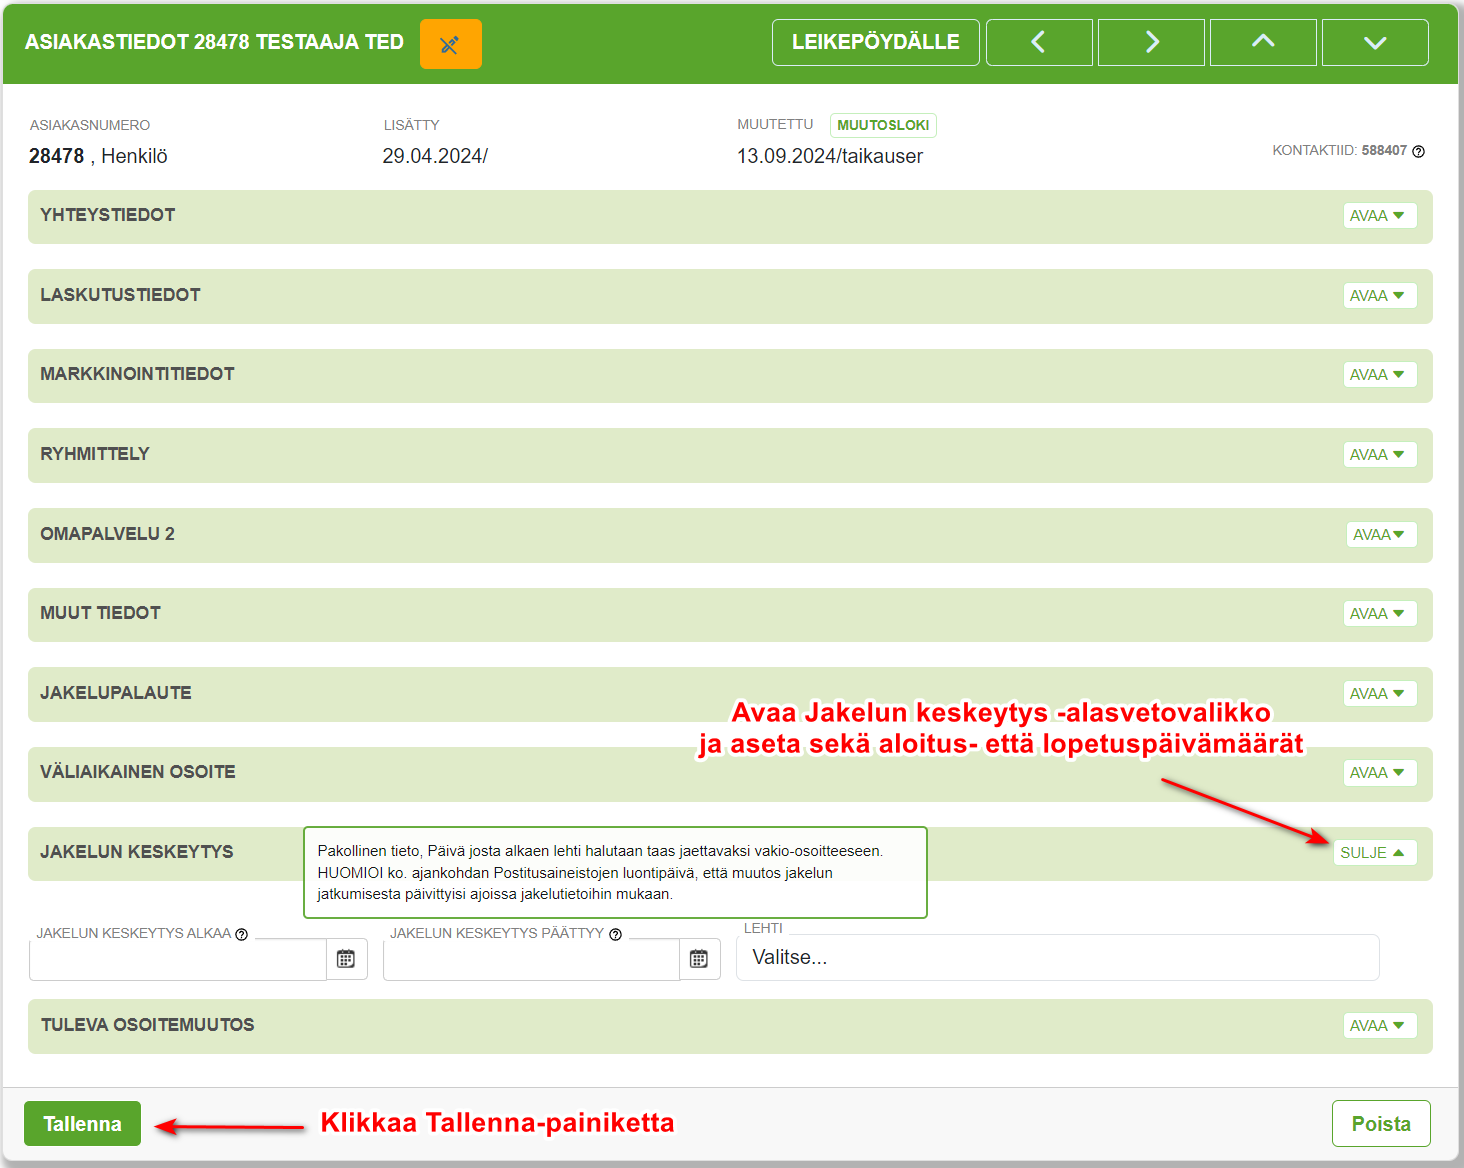 ASIAKASTIEDOT 28478 TESTAAJA TED
LEIKEPÖYDÄLLE
ASIAKASNUMERO
28478 , Henkilö
LISÄTTY
29.04.2024/
MUUTETTU MUUTOSLOKI
13.09.2024/taikauser
KONTAKTIID: 588407
YHTEYSTIEDOT
AVAA
LASKUTUSTIEDOT
AVAA
MARKKINOINTITIEDOT
AVAA
RYHMITTELY
AVAA
OMAPALVELU 2
AVAA
MUUT TIEDOT
AVAA
JAKELUPALAUTE
AVAA
Avaa Jakelun keskeytys -alasvetovalikko
ja aseta sekä aloitus- että lopetuspäivämäärät
VÄLIAIKAINEN OSOITE
AVAA
JAKELUN KESKEYTYS
SULJE
Pakollinen tieto, Päivä josta alkaen lehti halutaan taas jaettavaksi vakio-osoitteeseen.
HUOMIOI ko. ajankohdan Postitusaineistojen luontipäivä, että muutos jakelun
jatkumisesta päivittyisi ajoissa jakelutietoihin mukaan.
JAKELUN KESKEYTYS ALKAA
JAKELUN KESKEYTYS PÄÄTTYY
LEHTI
Valitse...
TULEVA OSOITEMUUTOS
AVAA
Tallenna
Klikkaa Tallenna-painiketta
Poista